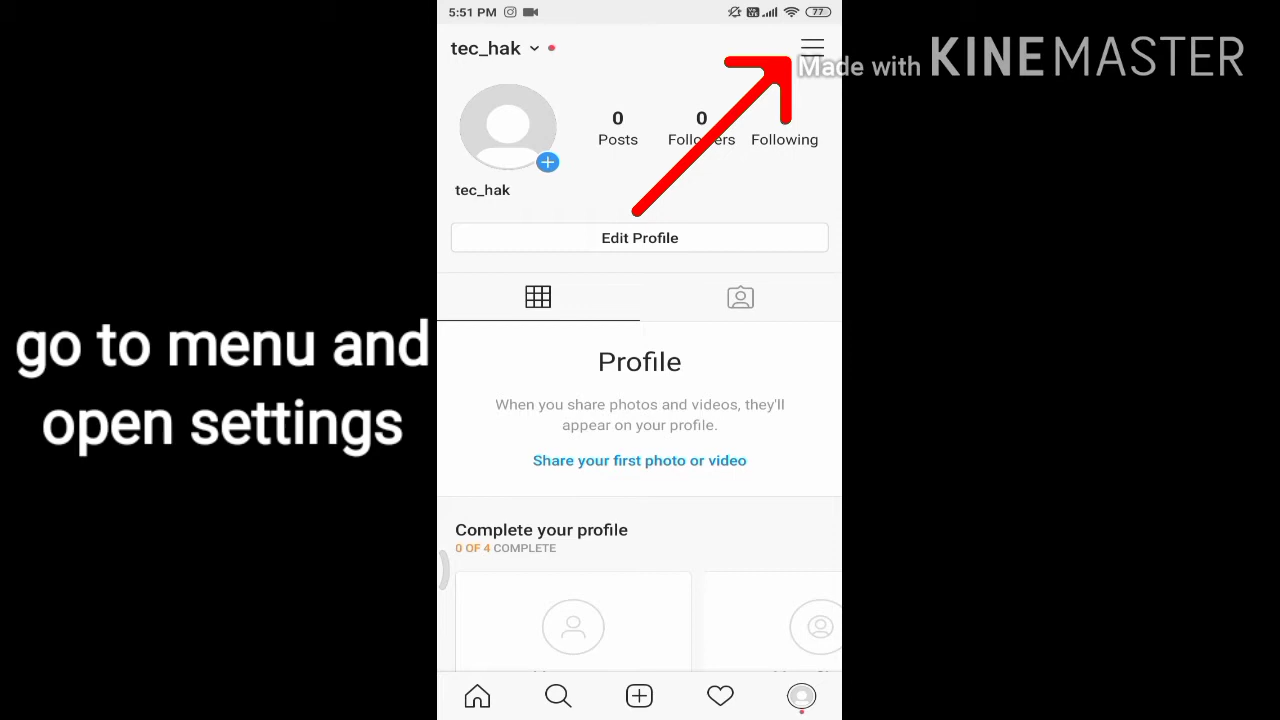 5:51 PM 77
tec_hak
Made with KINEMASTER
0 0
Posts Followers Following
tec_hak
Edit Profile
go to menu and
open settings
Profile
When you share photos and videos, they'll
appear on your profile.
Share your first photo or video
Complete your profile
0 OF 4 COMPLETE